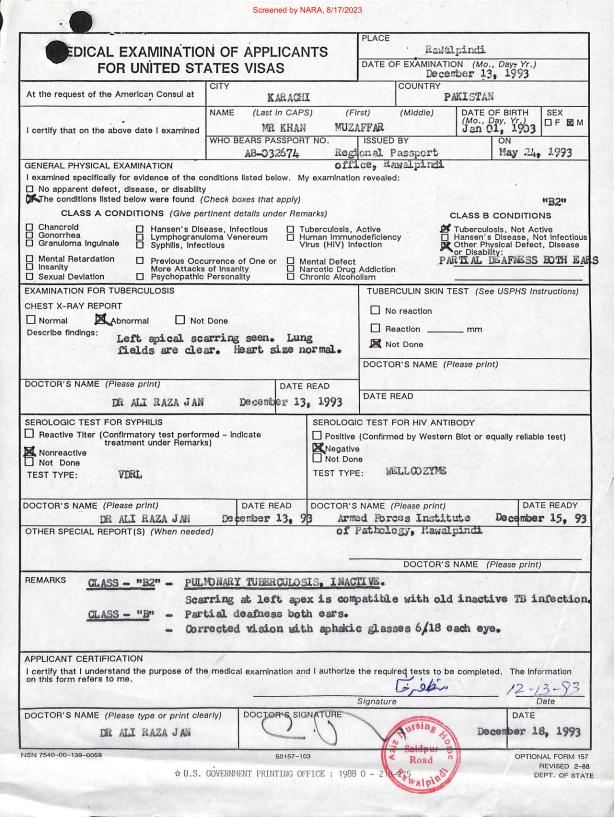 Screened by NARA, 8/17/2023
MEDICAL EXAMINATION OF APPLICANTS
FOR UNITED STATES VISAS
PLACE
Rawalpindi
DATE OF EXAMINATION (Mo., Day, Yr.)
December 13, 1993
At the request of the American Consul at
CITY
KARACHI
COUNTRY
PAKISTAN
I certify that on the above date I examined
NAME (Last in CAPS) (First) (Middle)
MR KHAN MUZAFFAR
DATE OF BIRTH
(Mo., Day, Yr.)
Jan 01, 1903
SEX
F M
WHO BEARS PASSPORT NO.
AB-032674
ISSUED BY
Regional Passport
office, Rawalpindi
ON
May 24, 1993
GENERAL PHYSICAL EXAMINATION
I examined specifically for evidence of the conditions listed below. My examination revealed:
No apparent defect, disease, or disability
The conditions listed below were found (Check boxes that apply)
"B2"
CLASS A CONDITIONS (Give pertinent details under Remarks)
Chancroid
Gonorrhea
Granuloma Inguinale
Hansen's Disease, Infectious
Lymphogranuloma Venereum
Syphilis, Infectious
Tuberculosis, Active
Human Immunodeficiency
Virus (HIV) Infection
Mental Retardation
Insanity
Sexual Deviation
Previous Occurrence of One or
More Attacks of Insanity
Psychopathic Personality
Mental Defect
Narcotic Drug Addiction
Chronic Alcoholism
CLASS B CONDITIONS
Tuberculosis, Not Active
Hansen's Disease, Not Infectious
Other Physical Defect, Disease
or Disability:
PARTIAL DEAFNESS BOTH EARS
EXAMINATION FOR TUBERCULOSIS
CHEST X-RAY REPORT
Normal Abnormal Not Done
Describe findings:
Left apical scarring seen. Lung
fields are clear. Heart size normal.
DOCTOR'S NAME (Please print)
DR ALI RAZA JAN
DATE READ
December 13, 1993
TUBERCULIN SKIN TEST (See USPHS Instructions)
No reaction
Reaction ________ mm
Not Done
DOCTOR'S NAME (Please print)
DATE READ
SEROLOGIC TEST FOR SYPHILIS
Reactive Titer (Confirmatory test performed – Indicate
treatment under Remarks)
Nonreactive
Not Done
TEST TYPE: VDRL
DOCTOR'S NAME (Please print)
DR ALI RAZA JAN
DATE READ
December 13, 93
SEROLOGIC TEST FOR HIV ANTIBODY
Positive (Confirmed by Western Blot or equally reliable test)
Negative
Not Done
TEST TYPE: WELLCOZYME
DOCTOR'S NAME (Please print)
Armed Forces Institute
of Pathology, Rawalpindi
DATE READY
December 15, 93
OTHER SPECIAL REPORT(S) (When needed)
DOCTOR'S NAME (Please print)
REMARKS
CLASS - "B2" - PULMONARY TUBERCULOSIS, INACTIVE.
Scarring at left apex is compatible with old inactive TB infection.
CLASS - "B" - Partial deafness both ears.
- Corrected vision with aphakic glasses 6/18 each eye.
APPLICANT CERTIFICATION
I certify that I understand the purpose of the medical examination and I authorize the required tests to be completed. The information
on this form refers to me.
مظفر خان
12-13-93
Signature
Date
DOCTOR'S NAME (Please type or print clearly)
DR ALI RAZA JAN
DOCTOR'S SIGNATURE
Aziz Nursing Home
Saidpur
Road
Rawalpindi
DATE
December 18, 1993
NSN 7540-00-139-0058
50157-103
OPTIONAL FORM 157
REVISED 2-88
DEPT. OF STATE
☆ U.S. GOVERNMENT PRINTING OFFICE : 1988 O -